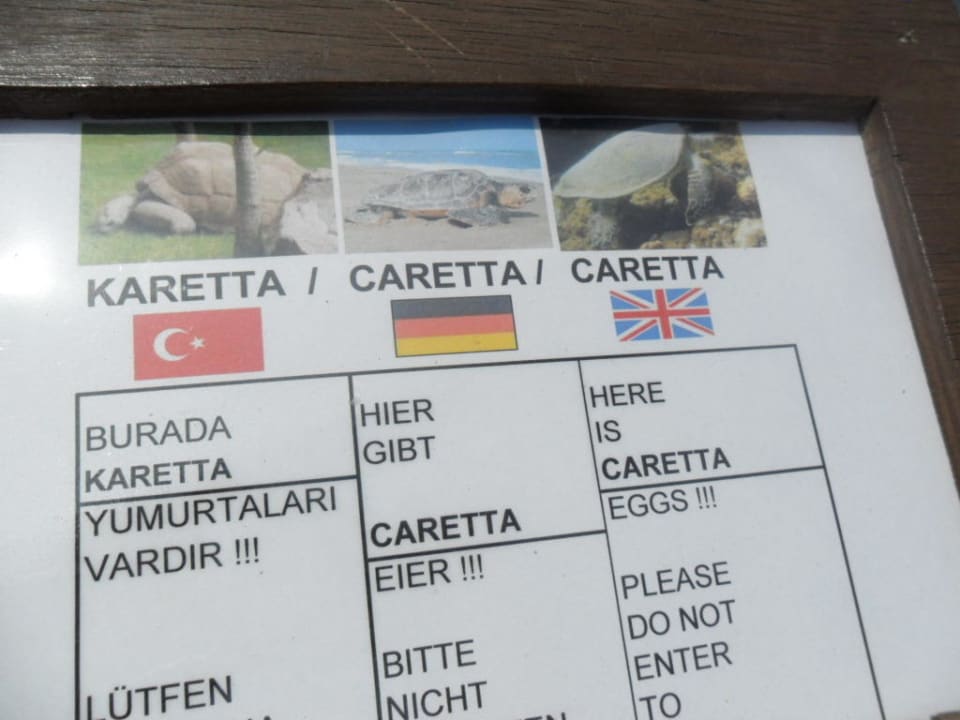 KARETTA / CARETTA / CARETTA
BURADA
KARETTA
YUMURTALARI
VARDIR !!!
LÜTFEN
HIER
GIBT
CARETTA
EIER !!!
BITTE
NICHT
HERE
IS
CARETTA
EGGS !!!
PLEASE
DO NOT
ENTER
TO